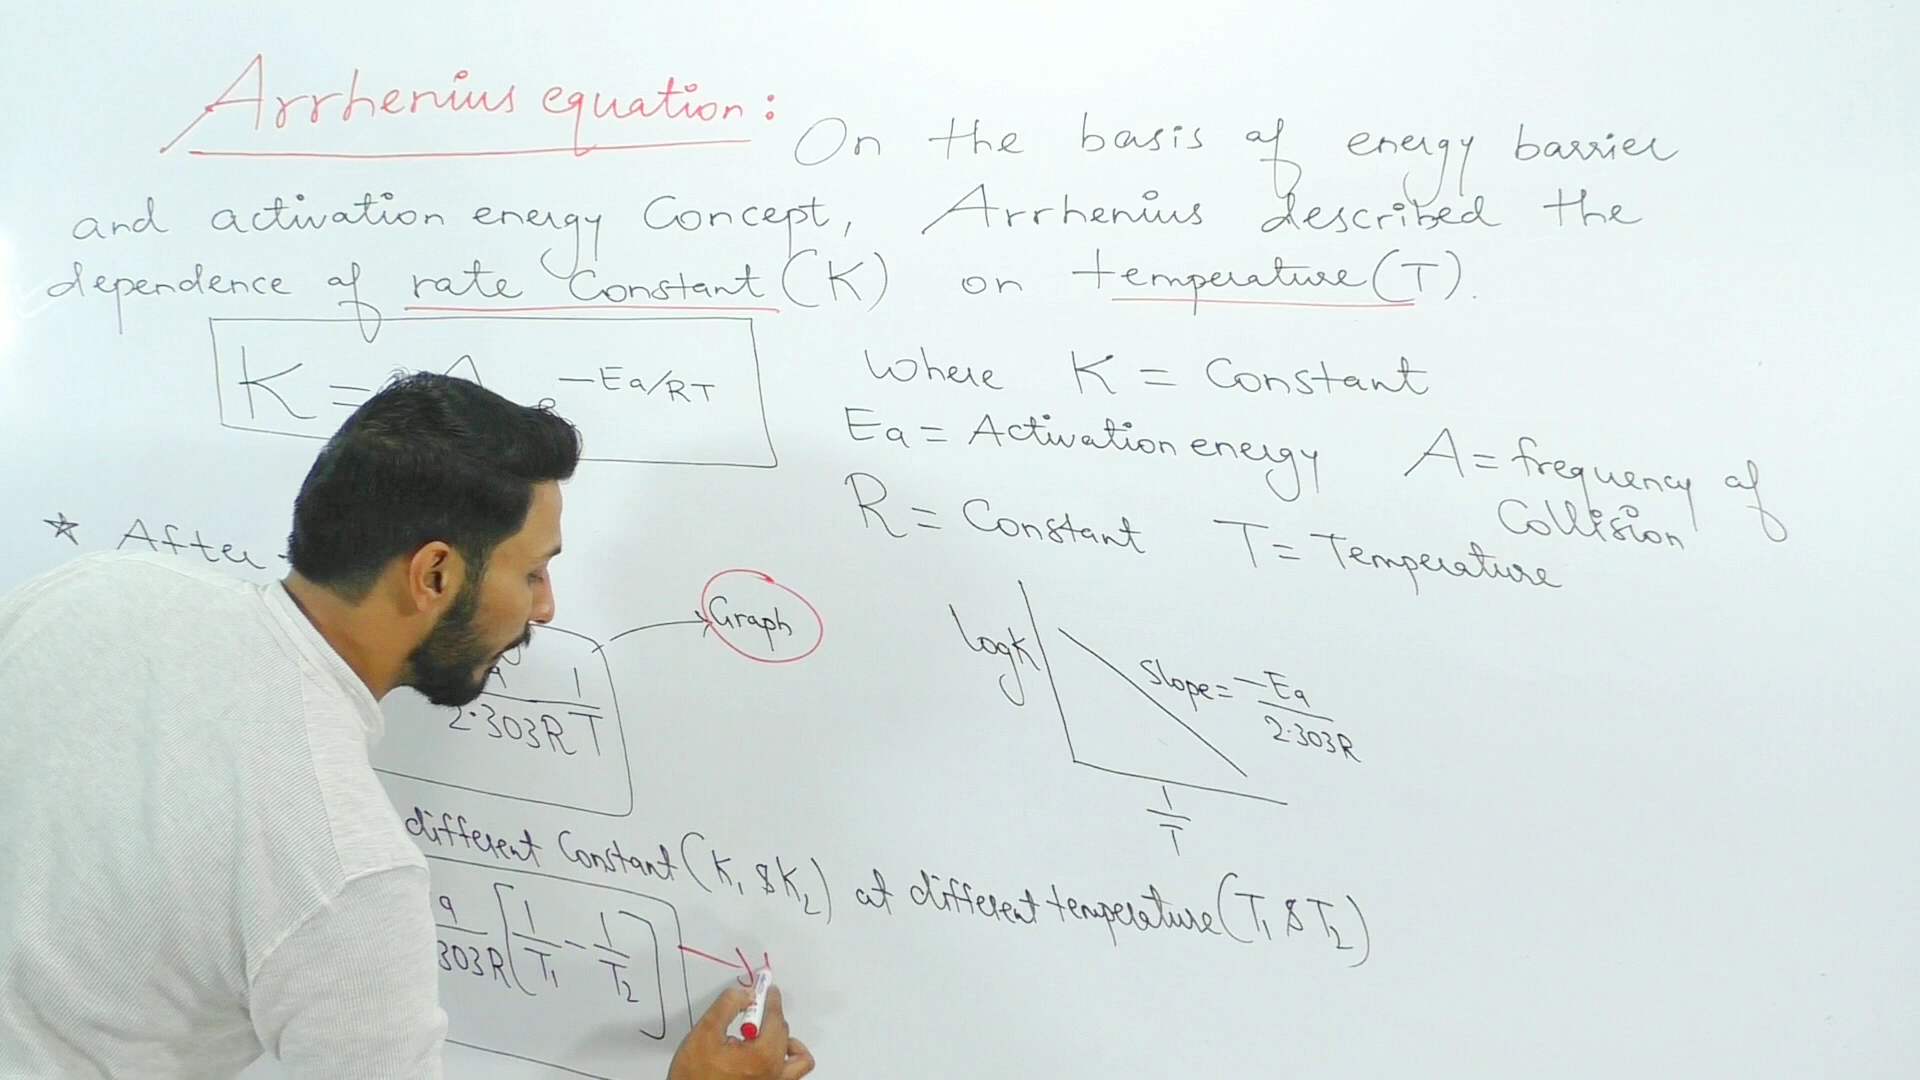 Arrhenius equation: On the basis of energy barrier
and activation energy Concept, Arrhenius described the
dependence of rate Constant (K) on temperature (T).
K = A e -Ea/RT
Where K = Constant
Ea = Activation energy A = frequency of
Collision
R = Constant T = Temperature
★ After
1
2.303R T
Graph
log K
Slope = -Ea
2.303R
1
T
different Constant (K1 & K2) at different temperature (T1 & T2)
a [1 - 1]
303R T1 T2